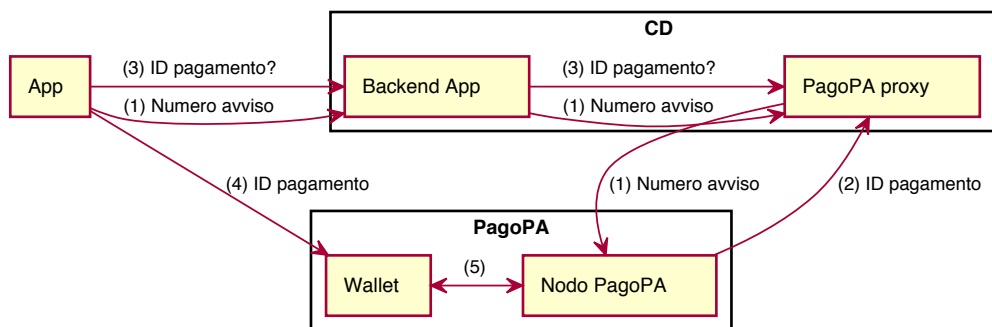 CD
App
(3) ID pagamento?
Backend App
(3) ID pagamento?
PagoPA proxy
(1) Numero avviso
(1) Numero avviso
(4) ID pagamento
(1) Numero avviso
(2) ID pagamento
PagoPA
Wallet
(5)
Nodo PagoPA